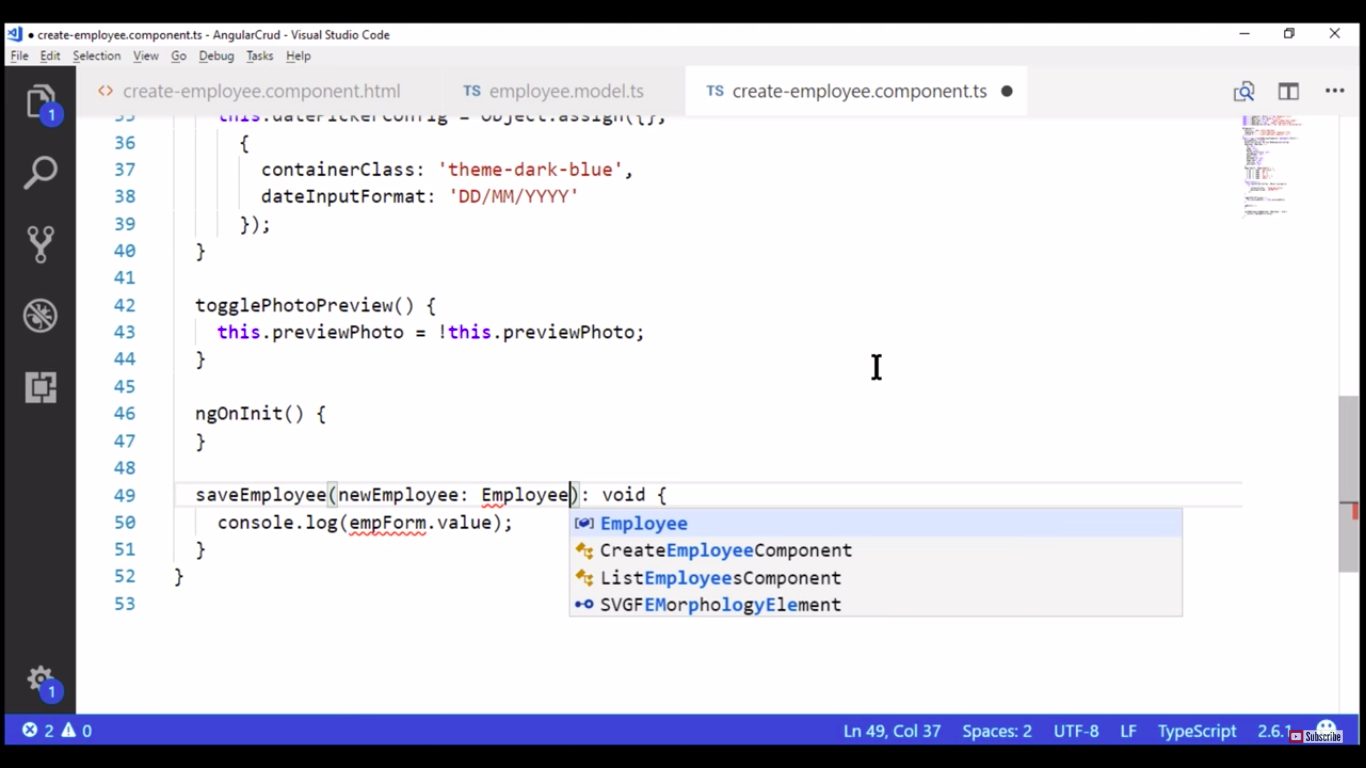 create-employee.component.ts - AngularCrud - Visual Studio Code
File Edit Selection View Go Debug Tasks Help
create-employee.component.html TS employee.model.ts TS create-employee.component.ts
35 this.datePickerConfig = Object.assign({},
36 {
37 containerClass: 'theme-dark-blue',
38 dateInputFormat: 'DD/MM/YYYY'
39 });
40 }
41
42 togglePhotoPreview() {
43 this.previewPhoto = !this.previewPhoto;
44 }
45
46 ngOnInit() {
47 }
48
49 saveEmployee(newEmployee: Employee): void {
50 console.log(empForm.value);
51 }
52 }
53
Employee
CreateEmployeeComponent
ListEmployeesComponent
SVGFEMorphologyElement
1
1
2 0 Ln 49, Col 37 Spaces: 2 UTF-8 LF TypeScript 2.6.1
Subscribe